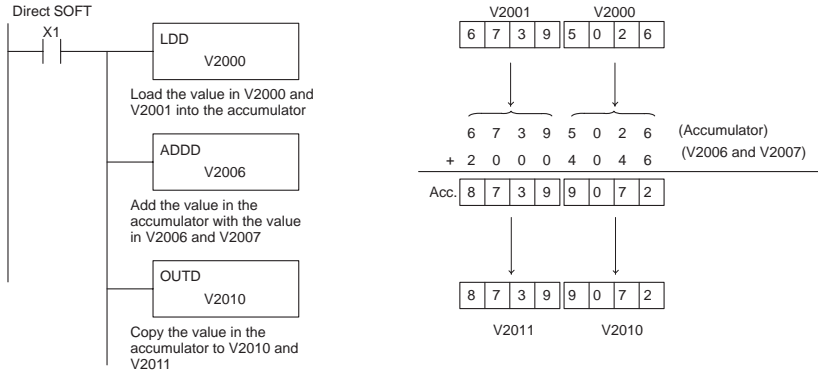 Direct SOFT
X1
LDD
V2000
Load the value in V2000 and
V2001 into the accumulator
ADDD
V2006
Add the value in the
accumulator with the value
in V2006 and V2007
OUTD
V2010
Copy the value in the
accumulator to V2010 and
V2011
V2001 V2000
6 7 3 9 5 0 2 6
6 7 3 9 5 0 2 6 (Accumulator)
+ 2 0 0 0 4 0 4 6 (V2006 and V2007)
Acc. 8 7 3 9 9 0 7 2
8 7 3 9 9 0 7 2
V2011 V2010